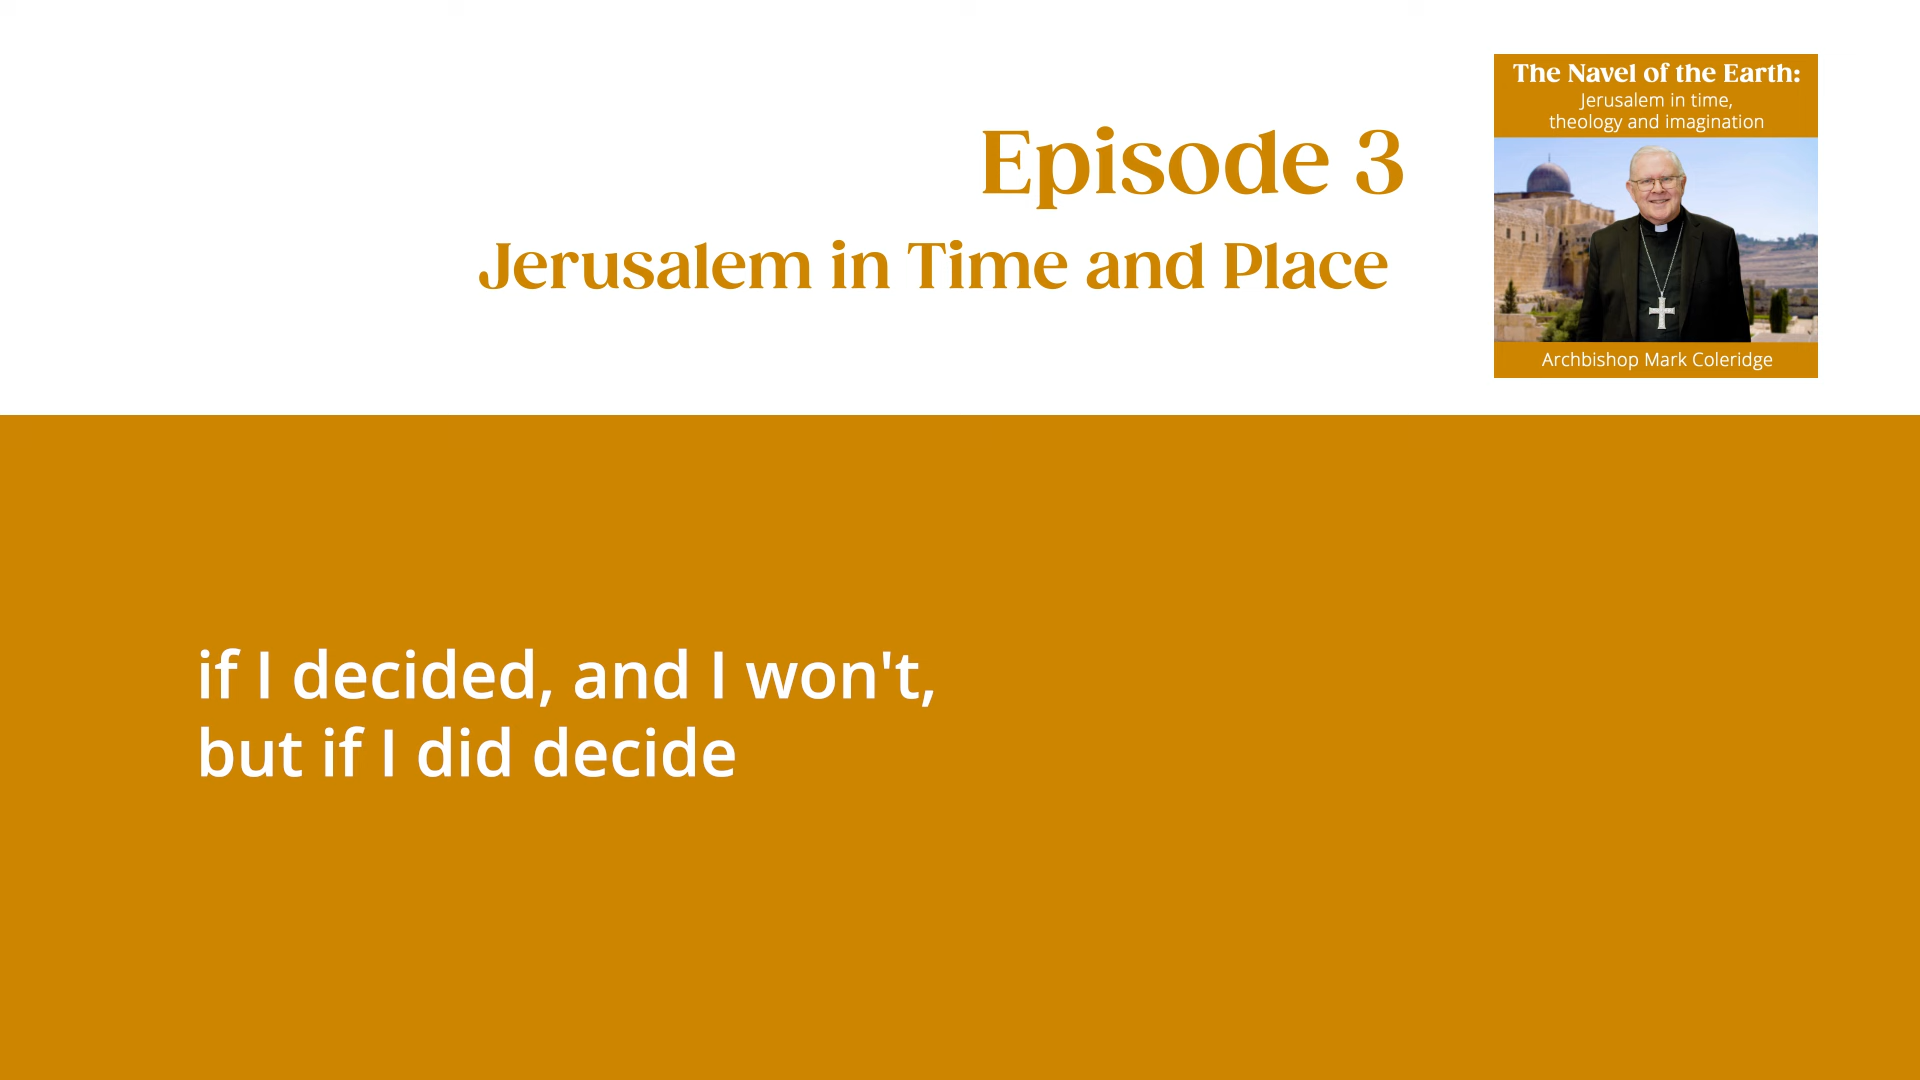 Episode 3
Jerusalem in Time and Place
The Navel of the Earth:
Jerusalem in time,
theology and imagination
Archbishop Mark Coleridge
if I decided, and I won't,
but if I did decide